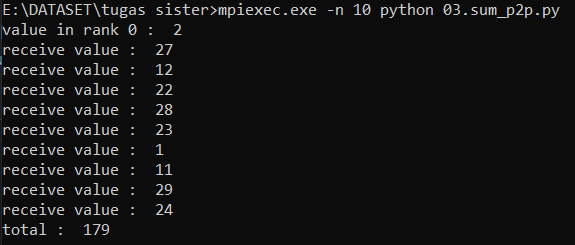 E:\DATASET\tugas sister>mpiexec.exe -n 10 python 03.sum_p2p.py
value in rank 0 :  2
receive value :  27
receive value :  12
receive value :  22
receive value :  28
receive value :  23
receive value :  1
receive value :  11
receive value :  29
receive value :  24
total :  179